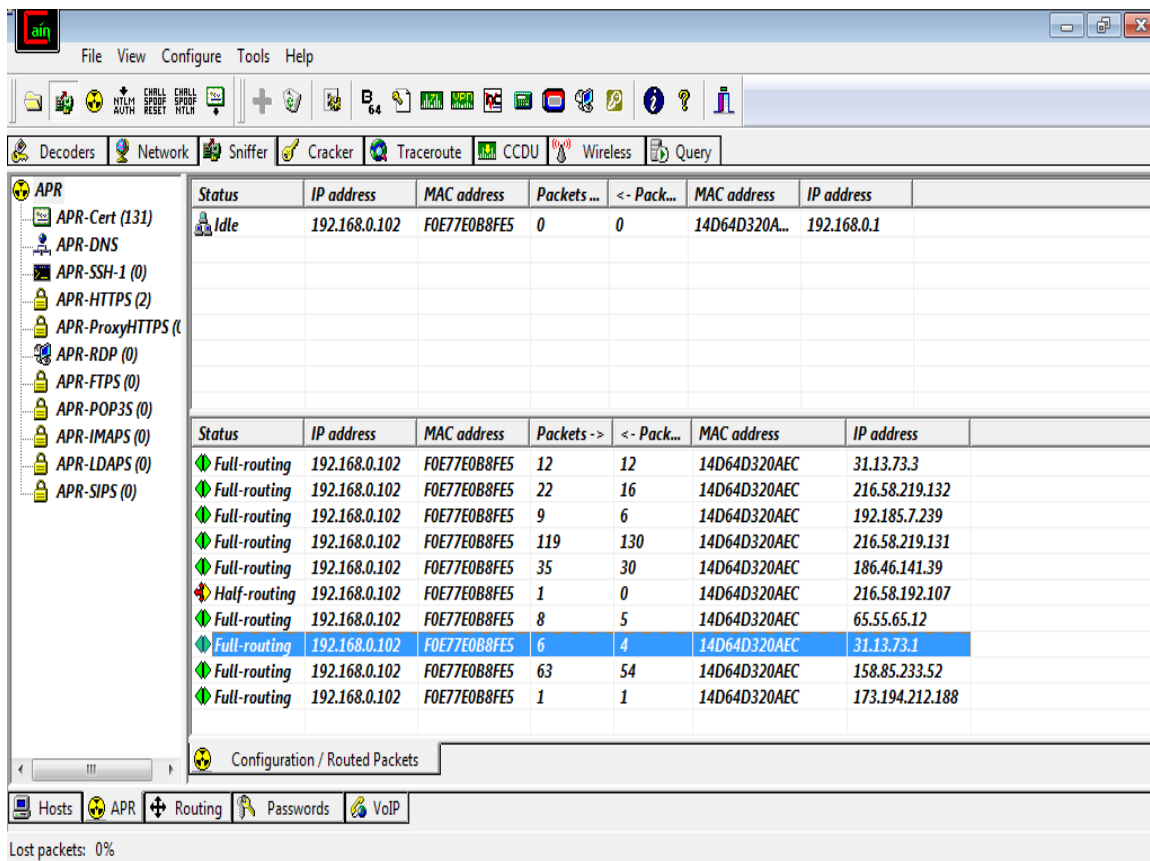 aín
File View Configure Tools Help
NTLM AUTH CHALL SPOOF RESET CHALL SPOOF NTLM B64
Decoders Network Sniffer Cracker Traceroute CCDU Wireless Query
APR
APR-Cert (131)
APR-DNS
APR-SSH-1 (0)
APR-HTTPS (2)
APR-ProxyHTTPS (
APR-RDP (0)
APR-FTPS (0)
APR-POP3S (0)
APR-IMAPS (0)
APR-LDAPS (0)
APR-SIPS (0)
Status IP address MAC address Packets ... <- Pack... MAC address IP address
Idle 192.168.0.102 F0E77E0B8FE5 0 0 14D64D320A... 192.168.0.1
Status IP address MAC address Packets -> <- Pack... MAC address IP address
Full-routing 192.168.0.102 F0E77E0B8FE5 12 12 14D64D320AEC 31.13.73.3
Full-routing 192.168.0.102 F0E77E0B8FE5 22 16 14D64D320AEC 216.58.219.132
Full-routing 192.168.0.102 F0E77E0B8FE5 9 6 14D64D320AEC 192.185.7.239
Full-routing 192.168.0.102 F0E77E0B8FE5 119 130 14D64D320AEC 216.58.219.131
Full-routing 192.168.0.102 F0E77E0B8FE5 35 30 14D64D320AEC 186.46.141.39
Half-routing 192.168.0.102 F0E77E0B8FE5 1 0 14D64D320AEC 216.58.192.107
Full-routing 192.168.0.102 F0E77E0B8FE5 8 5 14D64D320AEC 65.55.65.12
Full-routing 192.168.0.102 F0E77E0B8FE5 6 4 14D64D320AEC 31.13.73.1
Full-routing 192.168.0.102 F0E77E0B8FE5 63 54 14D64D320AEC 158.85.233.52
Full-routing 192.168.0.102 F0E77E0B8FE5 1 1 14D64D320AEC 173.194.212.188
Configuration / Routed Packets
Hosts APR Routing Passwords VoIP
Lost packets: 0%